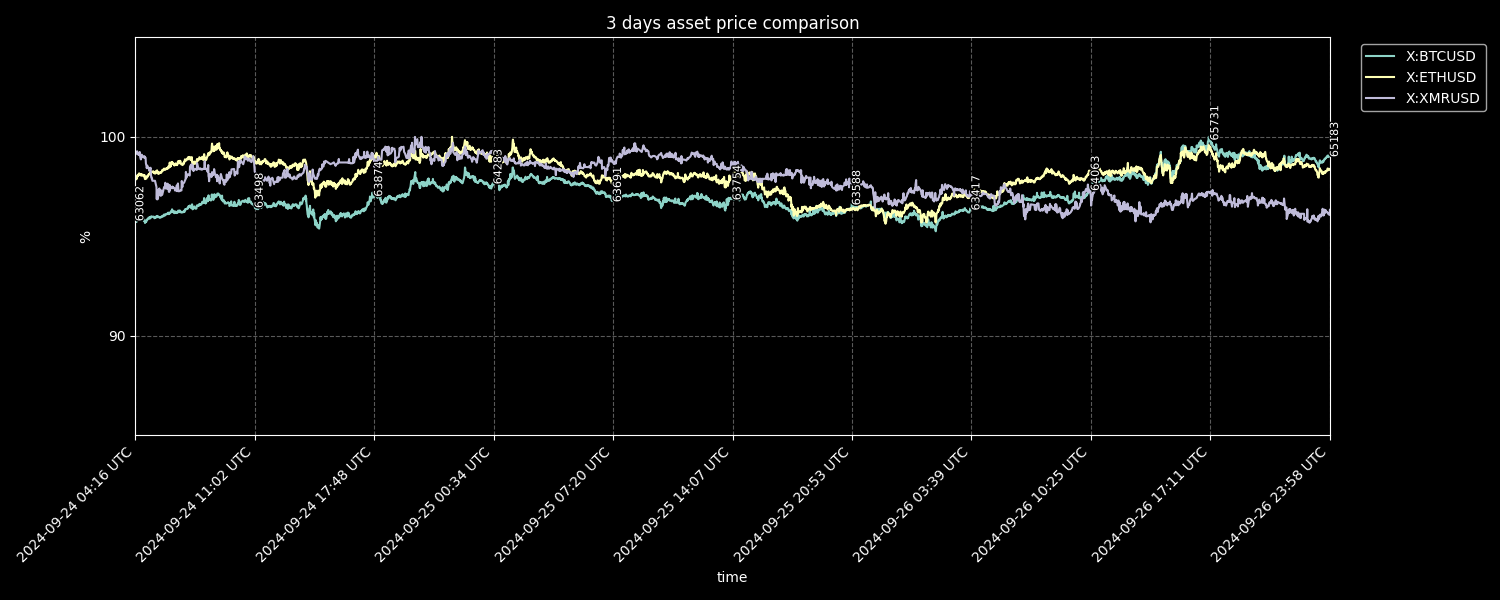 3 days asset price comparison
X:BTCUSD
X:ETHUSD
X:XMRUSD
%
100
90
63062
63498
63874
64283
63691
63754
63588
63417
64063
65731
65183
2024-09-24 04:16 UTC
2024-09-24 11:02 UTC
2024-09-24 17:48 UTC
2024-09-25 00:34 UTC
2024-09-25 07:20 UTC
2024-09-25 14:07 UTC
2024-09-25 20:53 UTC
2024-09-26 03:39 UTC
2024-09-26 10:25 UTC
2024-09-26 17:11 UTC
2024-09-26 23:58 UTC
time